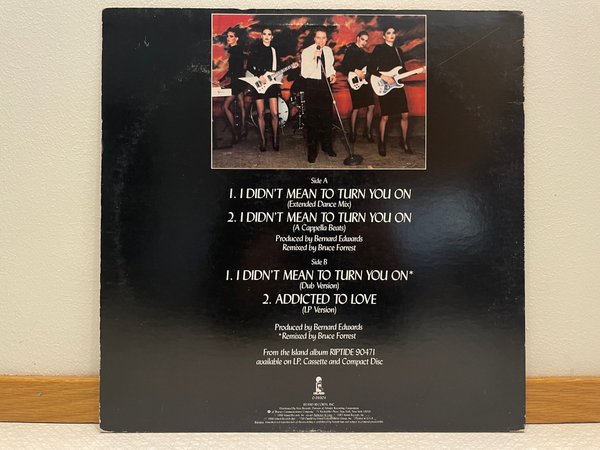 Side A
1. I DIDN'T MEAN TO TURN YOU ON
(Extended Dance Mix)
2. I DIDN'T MEAN TO TURN YOU ON
(A Cappella Beats)
Produced by Bernard Edwards
Remixed by Bruce Forrest
Side B
1. I DIDN'T MEAN TO TURN YOU ON*
(Dub Version)
2. ADDICTED TO LOVE
(LP Version)
Produced by Bernard Edwards
*Remixed by Bruce Forrest
From the Island album RIPTIDE 90471
available on LP, Cassette and Compact Disc
ISLAND RECORDS, INC.